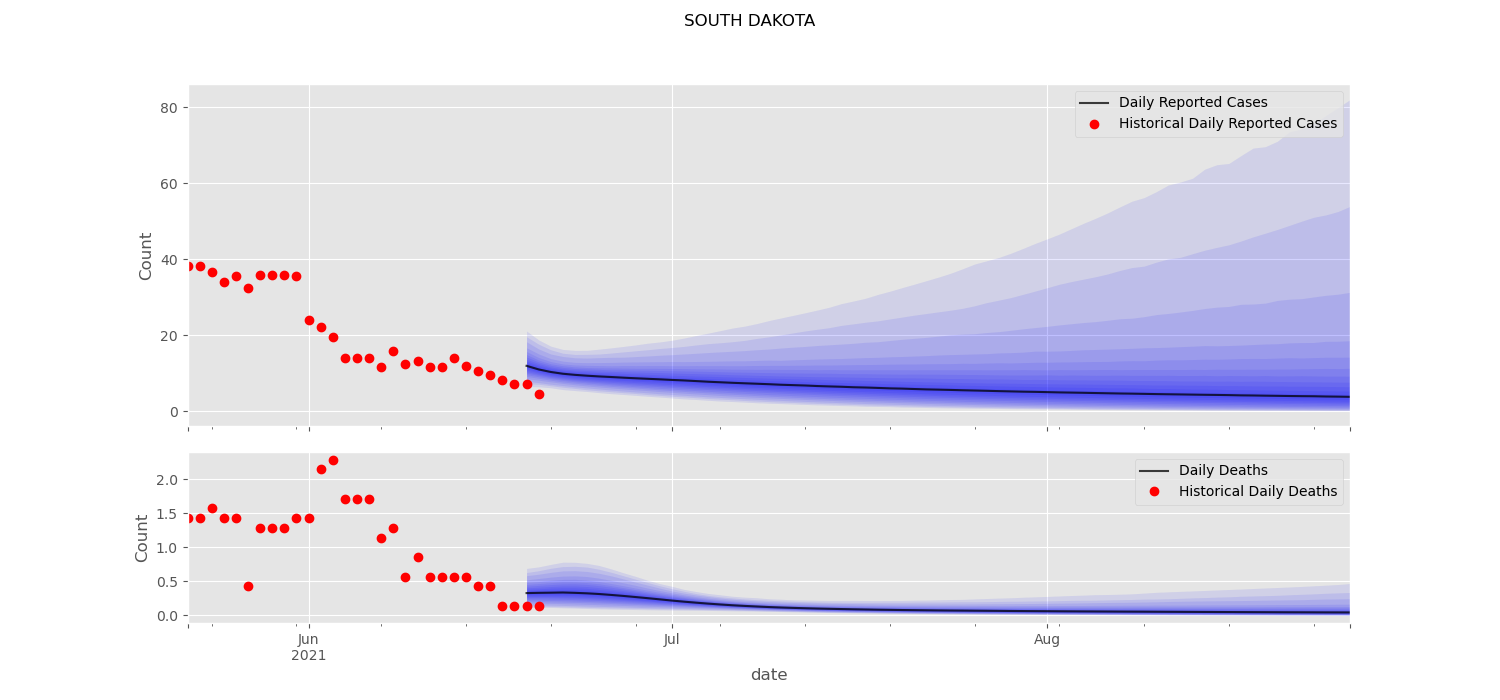 SOUTH DAKOTA
80
60
40
20
0
Count
Daily Reported Cases
Historical Daily Reported Cases
2.0
1.5
1.0
0.5
0.0
Count
Daily Deaths
Historical Daily Deaths
Jun
2021
Jul
Aug
date